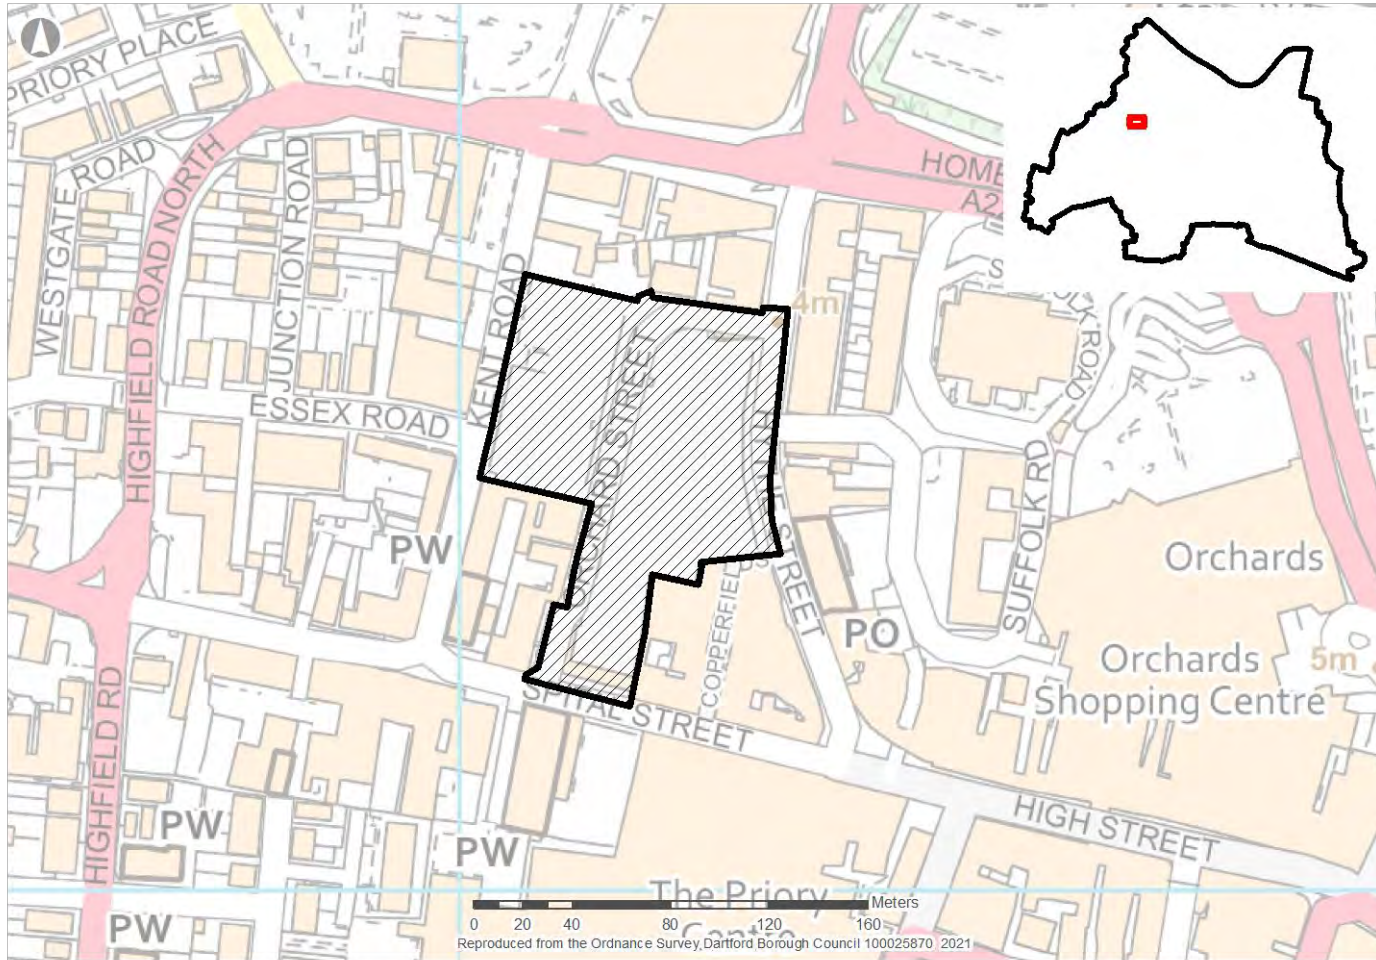 PRIORY PLACE
WESTGATE
ROAD
HIGHFIELD ROAD NORTH
JUNCTION ROAD
KENT ROAD
ESSEX ROAD
ORCHARD STREET
4m
HOME
A2
SUFFOLK RD
STREET
COPPERFIELD
PW
PO
Orchards
Orchards
Shopping Centre
5m
SPITAL STREET
HIGHFIELD RD
HIGH STREET
PW
PW
PW
The Priory
Centre
Meters
0 20 40 80 120 160
Reproduced from the Ordnance Survey, Dartford Borough Council 100025870 2021